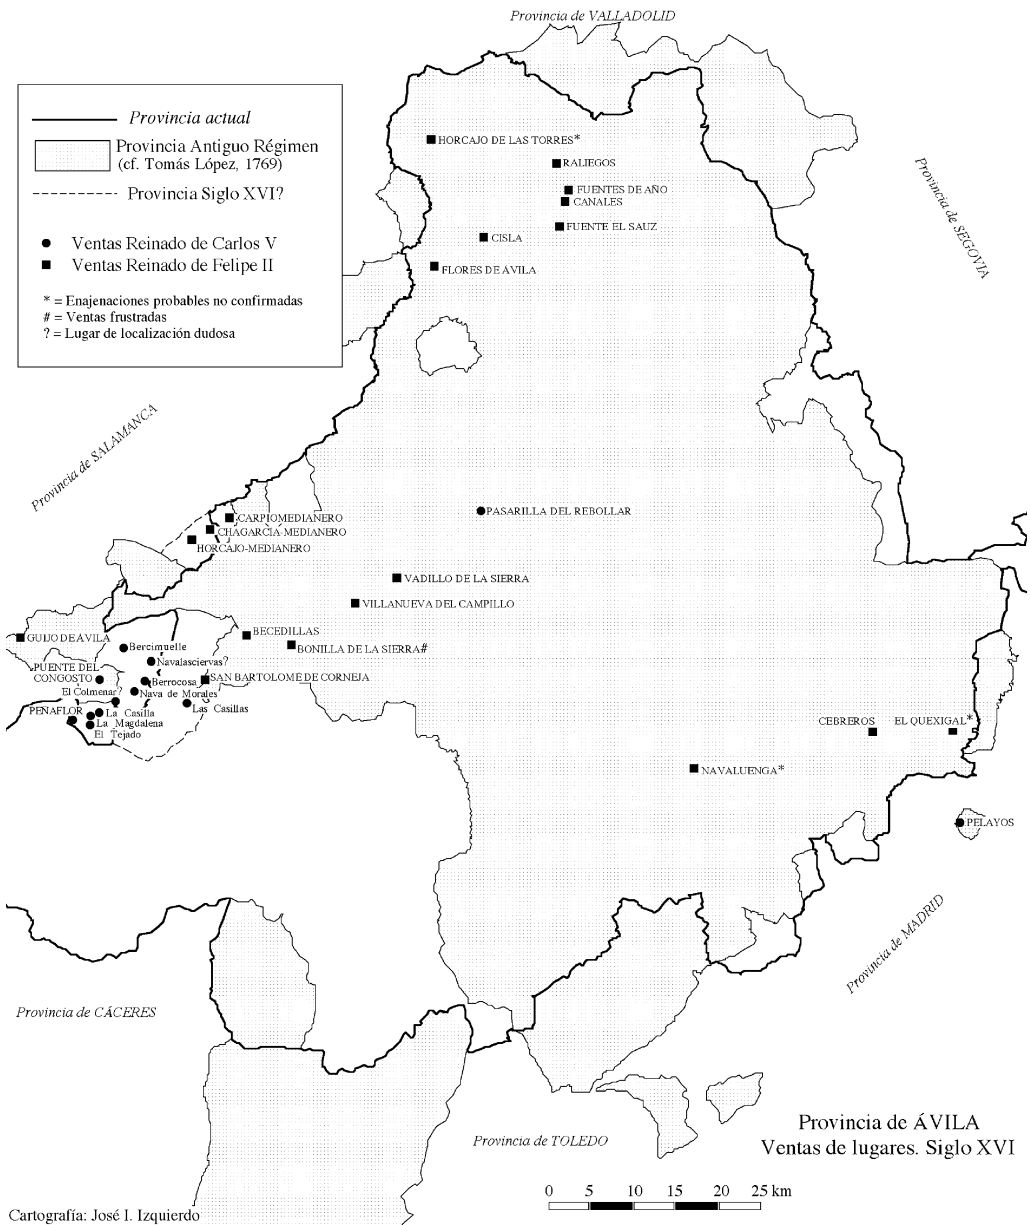 Provincia de VALLADOLID
Provincia actual
Provincia Antiguo Régimen
(cf. Tomás López, 1769)
Provincia Siglo XVI?
Ventas Reinado de Carlos V
Ventas Reinado de Felipe II
* = Enajenaciones probables no confirmadas
# = Ventas frustradas
? = Lugar de localización dudosa
HORCAJO DE LAS TORRES*
RALIEGOS
FUENTES DE AÑO
CANALES
FUENTE EL SAUZ
CISLA
FLORES DE ÁVILA
Provincia de SEGOVIA
Provincia de SALAMANCA
PASARILLA DEL REBOLLAR
CARPIOMEDIANERO
CHAGARCÍA-MEDIANERO
HORCAJO-MEDIANERO
VADILLO DE LA SIERRA
VILLANUEVA DEL CAMPILLO
BECEDILLAS
GUIJO DE ÁVILA
BONILLA DE LA SIERRA#
Bercimuelle
Navalasciervas?
PUENTE DEL
CONGOSTO
SAN BARTOLOMÉ DE CORNEJA
Berrocosa
El Colmenar?
Nava de Morales
Las Casillas
PEÑAFLOR
La Casilla
La Magdalena
El Tejado
CEBREROS
EL QUEXIGAL*
NAVALUENGA*
PELAYOS
Provincia de MADRID
Provincia de CÁCERES
Provincia de TOLEDO
Provincia de ÁVILA
Ventas de lugares. Siglo XVI
0 5 10 15 20 25 km
Cartografía: José I. Izquierdo